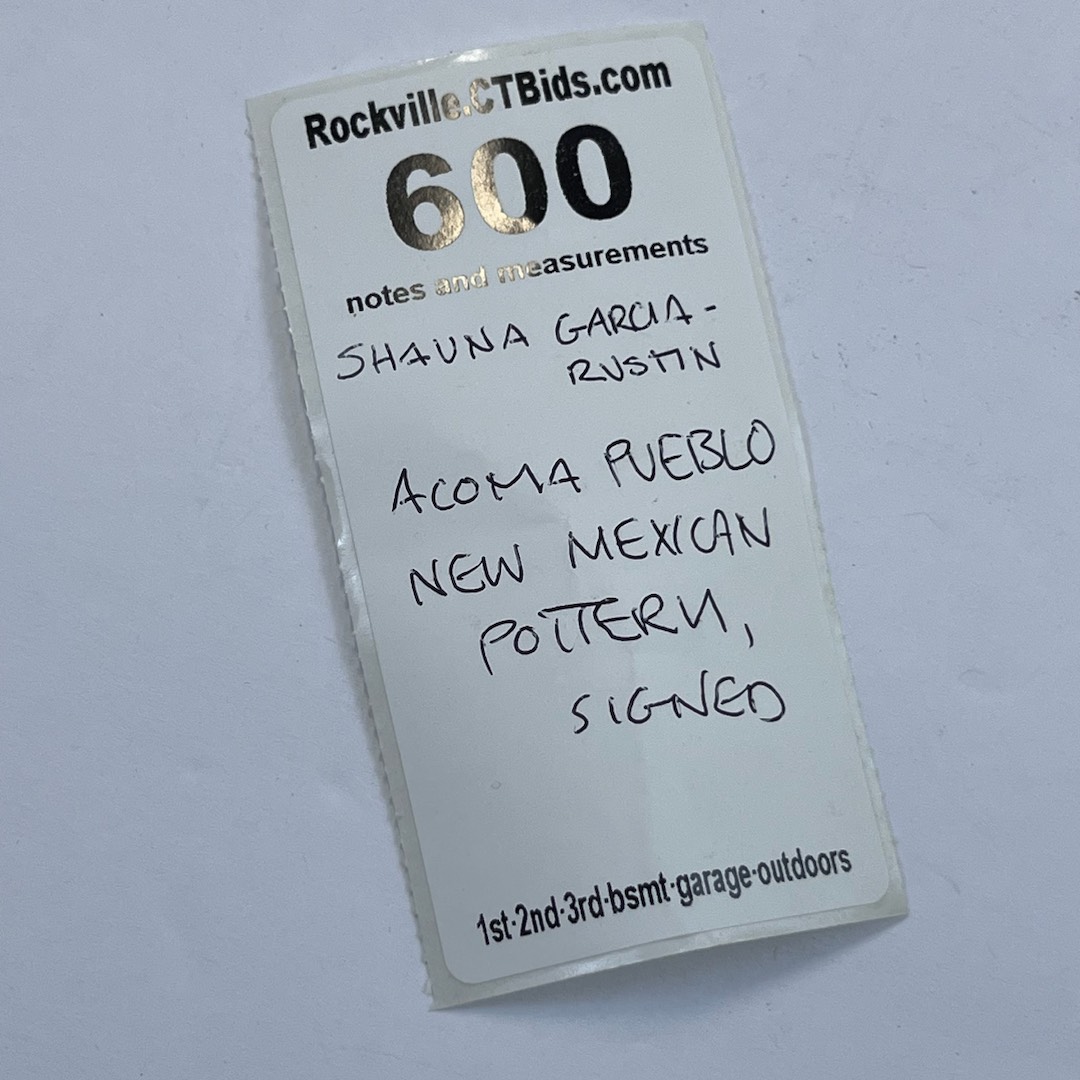 Rockville.CTBids.com
600
notes and measurements
SHAUNA GARCIA-
RUSTIN
ACOMA PUEBLO
NEW MEXICAN
POTTERY,
SIGNED
1st·2nd·3rd·bsmt·garage·outdoors